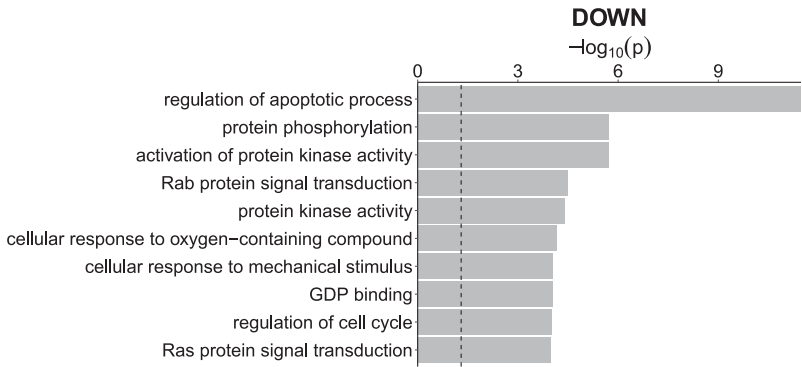 DOWN
−log₁₀(p)
0 3 6 9
regulation of apoptotic process
protein phosphorylation
activation of protein kinase activity
Rab protein signal transduction
protein kinase activity
cellular response to oxygen−containing compound
cellular response to mechanical stimulus
GDP binding
regulation of cell cycle
Ras protein signal transduction